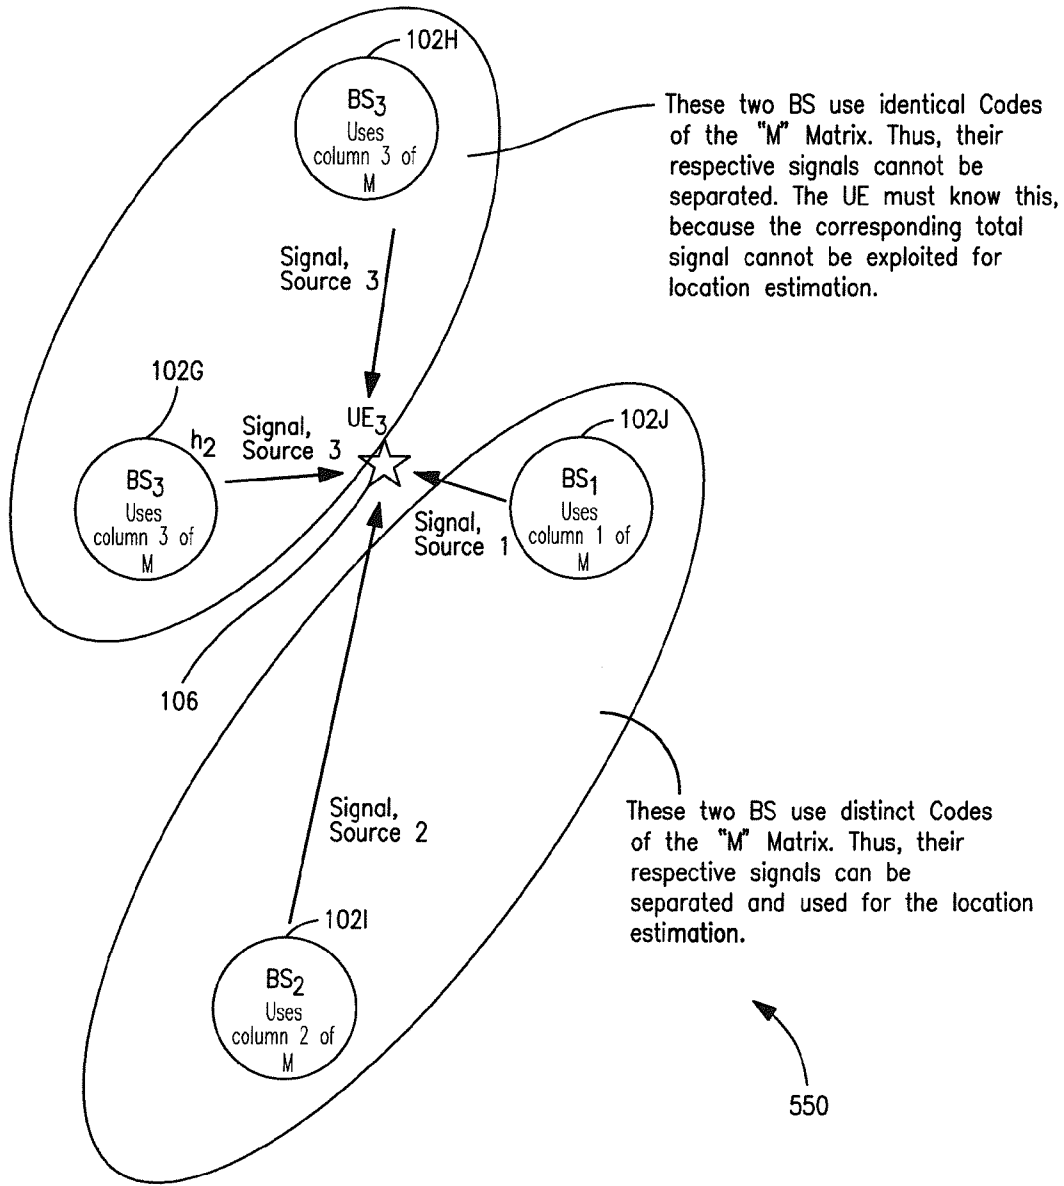 102H
BS3
Uses
column 3 of
M
These two BS use identical Codes
of the "M" Matrix. Thus, their
respective signals cannot be
separated. The UE must know this,
because the corresponding total
signal cannot be exploited for
location estimation.
Signal,
Source 3
102G
h2
BS3
Uses
column 3 of
M
Signal,
Source 3
UE3
102J
BS1
Uses
column 1 of
M
Signal,
Source 1
106
Signal,
Source 2
These two BS use distinct Codes
of the "M" Matrix. Thus, their
respective signals can be
separated and used for the location
estimation.
102I
BS2
Uses
column 2 of
M
550